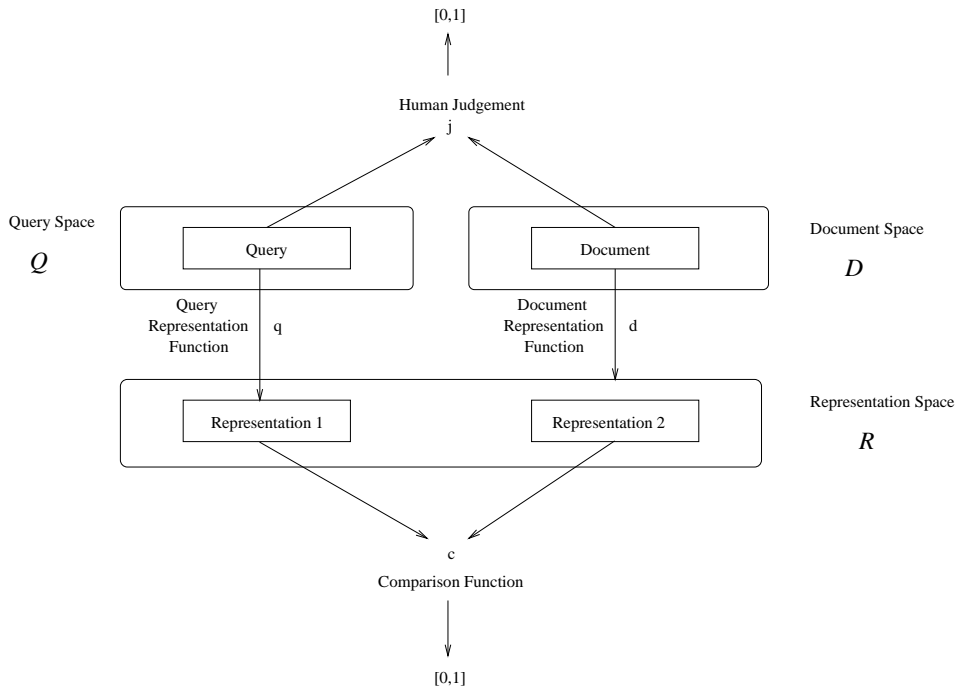 [0,1]
Human Judgement
j
Query Space
Q
Query
Document
Document Space
D
Query
Representation
Function
q
Document
Representation
Function
d
Representation 1
Representation 2
Representation Space
R
c
Comparison Function
[0,1]